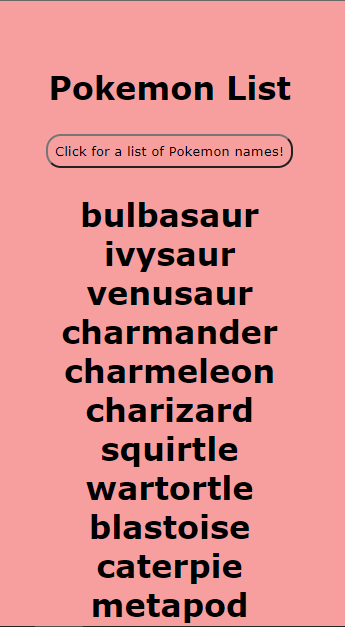 Pokemon List
Click for a list of Pokemon names!
bulbasaur
ivysaur
venusaur
charmander
charmeleon
charizard
squirtle
wartortle
blastoise
caterpie
metapod